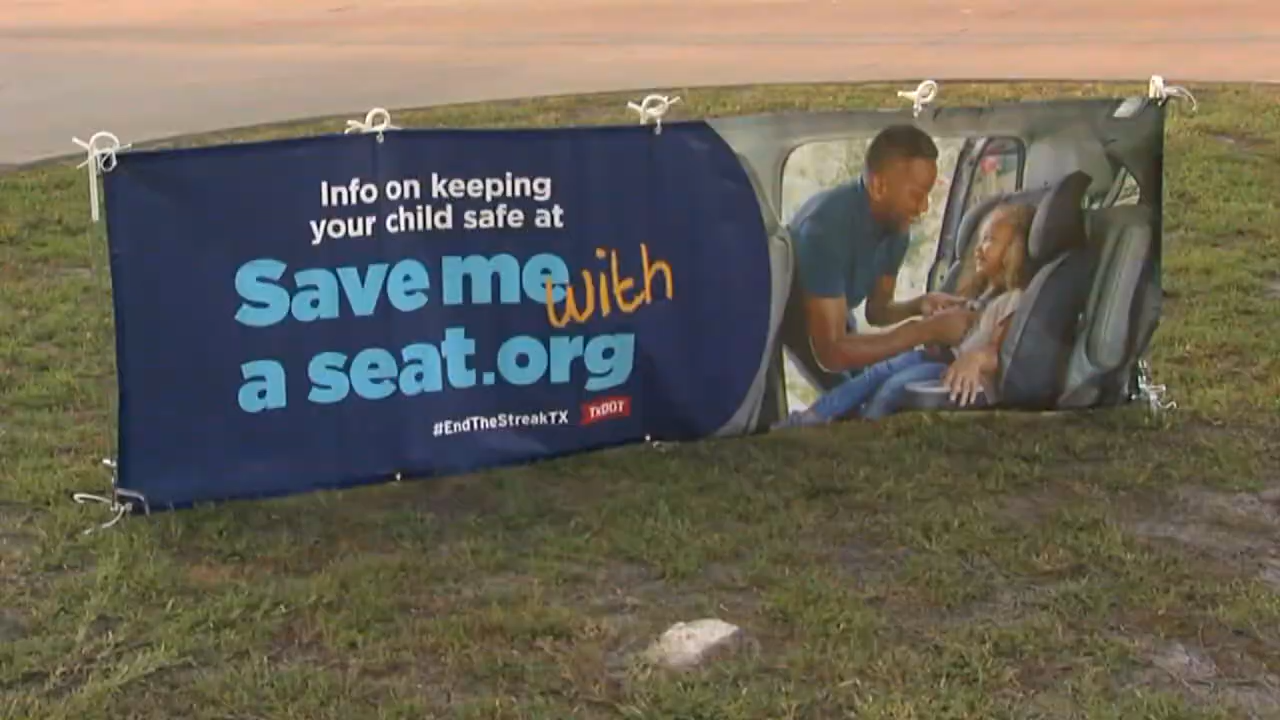 Info on keeping
your child safe at
Save me with
a seat.org
#EndTheStreakTX TxDOT